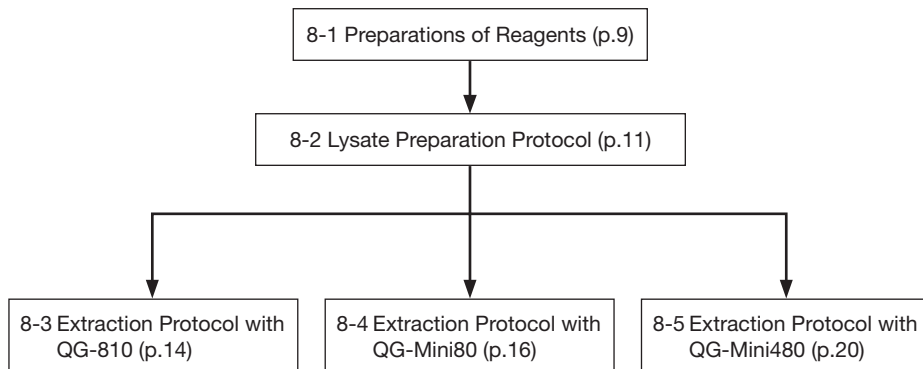 8-1 Preparations of Reagents (p.9)
8-2 Lysate Preparation Protocol (p.11)
8-3 Extraction Protocol with
QG-810 (p.14)
8-4 Extraction Protocol with
QG-Mini80 (p.16)
8-5 Extraction Protocol with
QG-Mini480 (p.20)